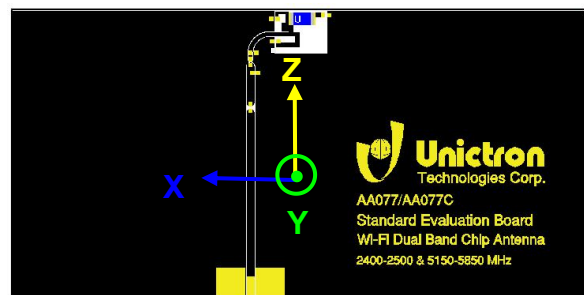 U
Z
X
Y
Unictron
Technologies Corp.
AA077/AA077C
Standard Evaluation Board
Wi-Fi Dual Band Chip Antenna
2400-2500 & 5150-5850 MHz